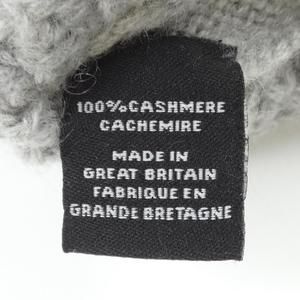 100%CASHMERE
CACHEMIRE
MADE IN
GREAT BRITAIN
FABRIQUE EN
GRANDE BRETAGNE